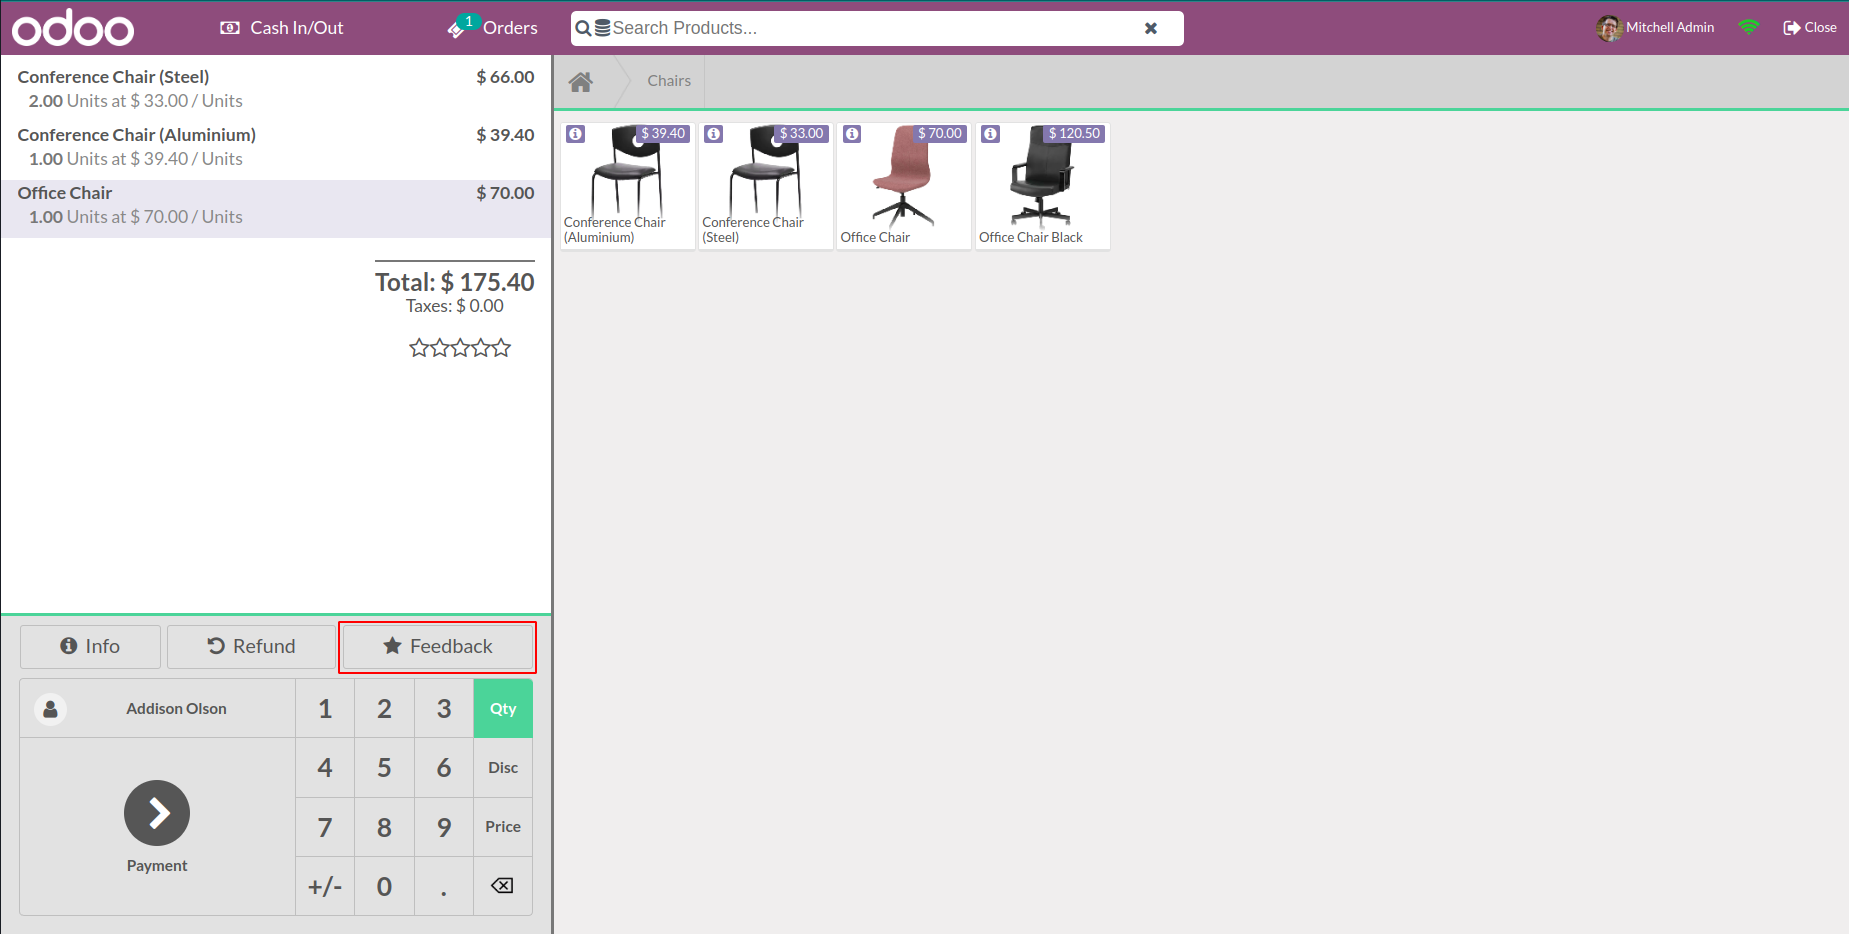 odoo
Cash In/Out
1
Orders
Search Products...
Mitchell Admin
Close
Conference Chair (Steel) $ 66.00
2.00 Units at $ 33.00 / Units
Conference Chair (Aluminium) $ 39.40
1.00 Units at $ 39.40 / Units
Office Chair $ 70.00
1.00 Units at $ 70.00 / Units
Total: $ 175.40
Taxes: $ 0.00
Info
Refund
Feedback
Addison Olson
1 2 3 Qty
4 5 6 Disc
7 8 9 Price
+/- 0 .
Payment
Chairs
$ 39.40
Conference Chair
(Aluminium)
$ 33.00
Conference Chair
(Steel)
$ 70.00
Office Chair
$ 120.50
Office Chair Black